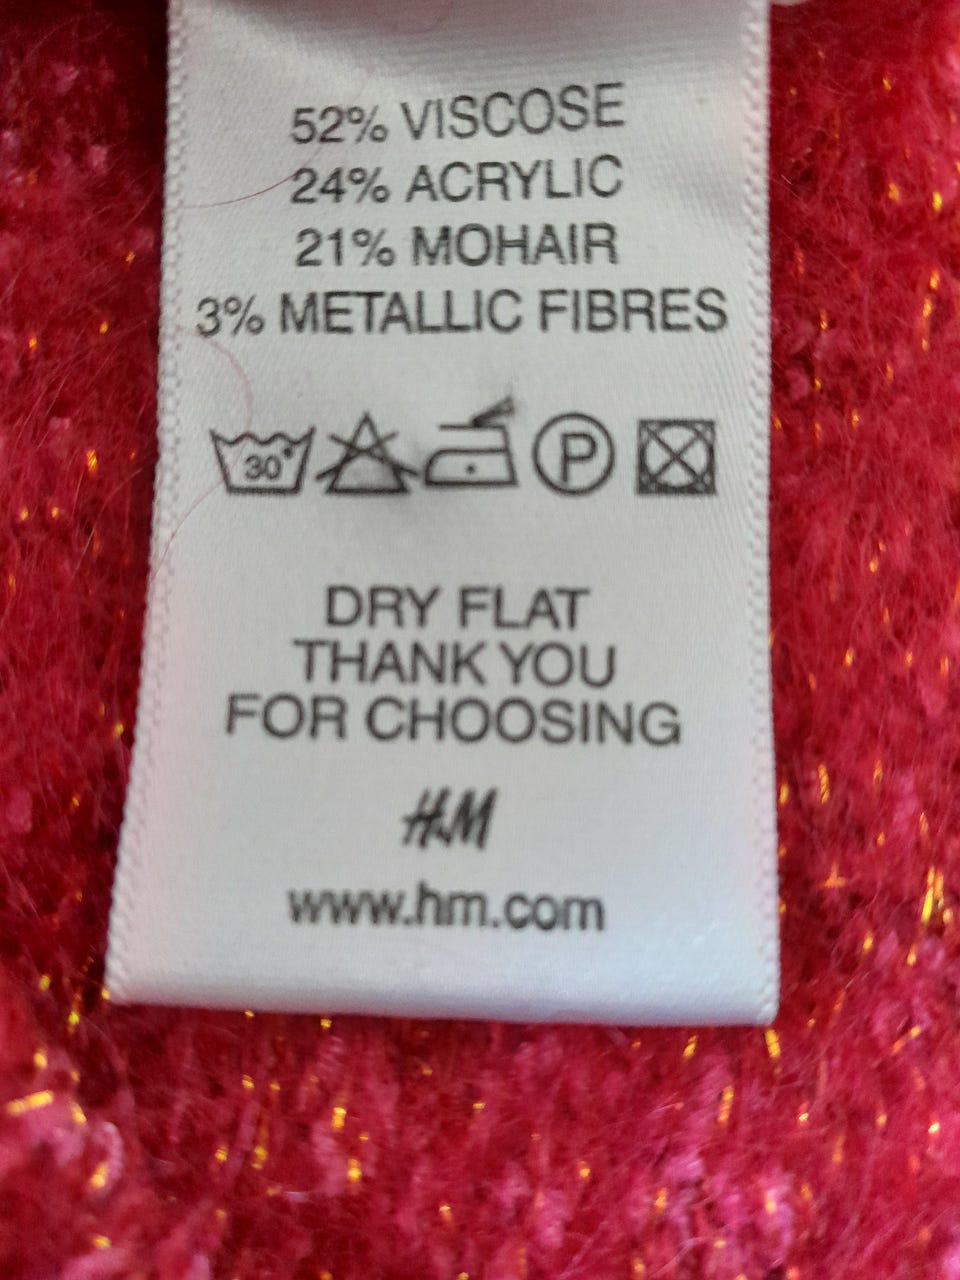 52% VISCOSE
24% ACRYLIC
21% MOHAIR
3% METALLIC FIBRES
30° P
DRY FLAT
THANK YOU
FOR CHOOSING
H&M
www.hm.com